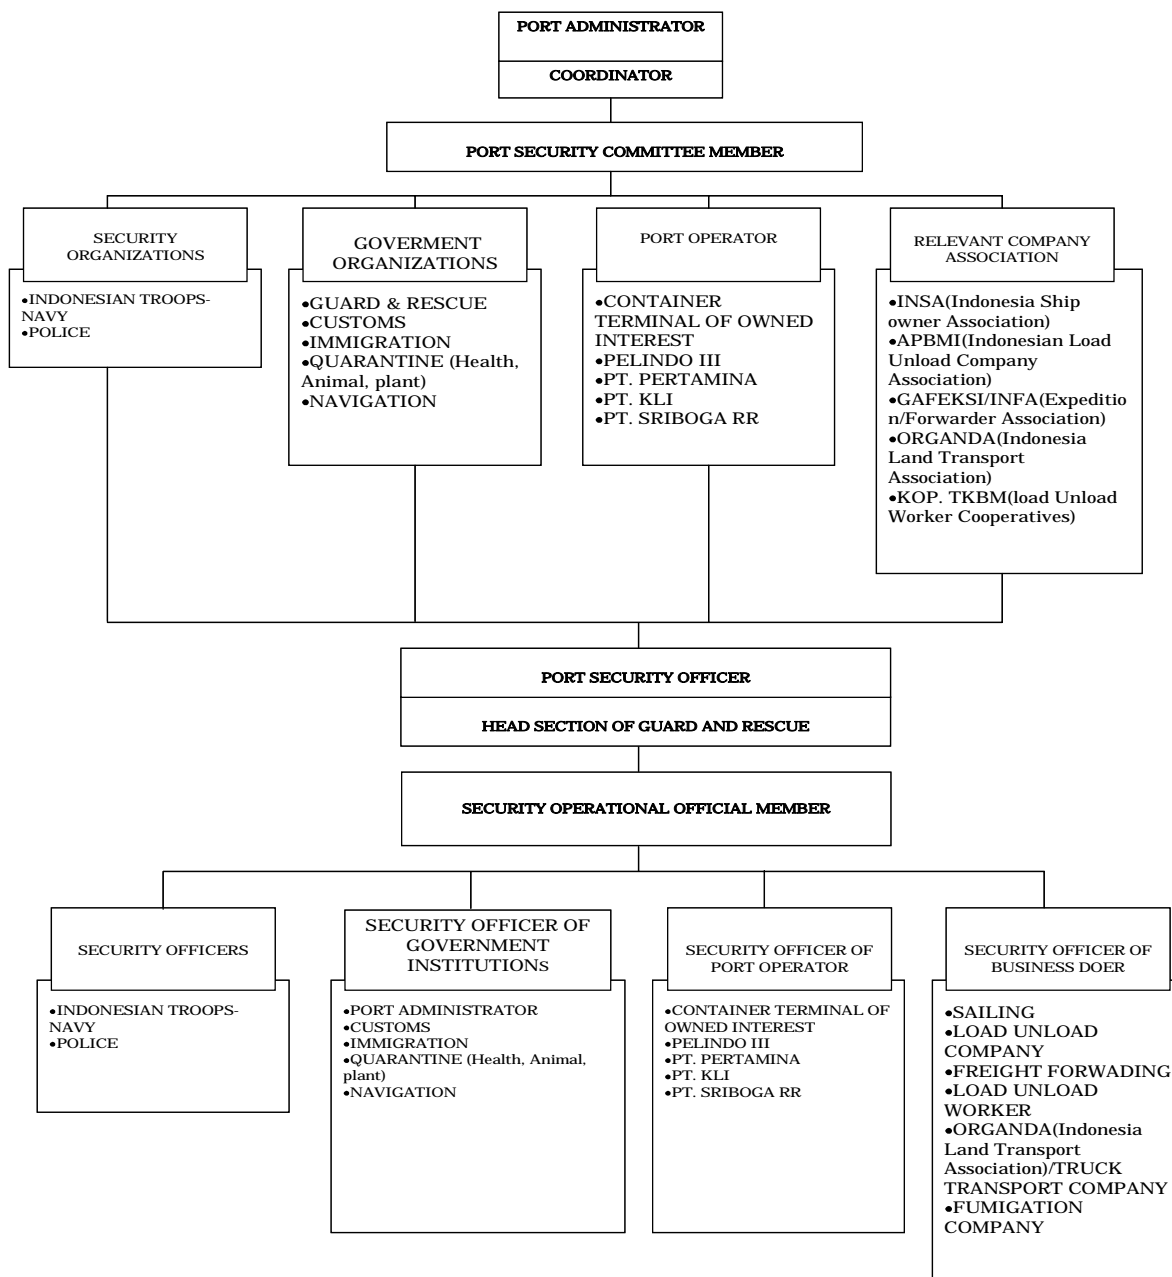 PORT ADMINISTRATOR
COORDINATOR
PORT SECURITY COMMITTEE MEMBER
SECURITY
ORGANIZATIONS
•INDONESIAN TROOPS-
NAVY
•POLICE
GOVERMENT
ORGANIZATIONS
•GUARD & RESCUE
•CUSTOMS
•IMMIGRATION
•QUARANTINE (Health,
Animal, plant)
•NAVIGATION
PORT OPERATOR
•CONTAINER
TERMINAL OF OWNED
INTEREST
•PELINDO III
•PT. PERTAMINA
•PT. KLI
•PT. SRIBOGA RR
RELEVANT COMPANY
ASSOCIATION
•INSA(Indonesia Ship
owner Association)
•APBMI(Indonesian Load
Unload Company
Association)
•GAFEKSI/INFA(Expeditio
n/Forwarder Association)
•ORGANDA(Indonesia
Land Transport
Association)
•KOP. TKBM(load Unload
Worker Cooperatives)
PORT SECURITY OFFICER
HEAD SECTION OF GUARD AND RESCUE
SECURITY OPERATIONAL OFFICIAL MEMBER
SECURITY OFFICERS
•INDONESIAN TROOPS-
NAVY
•POLICE
SECURITY OFFICER OF
GOVERNMENT
INSTITUTIONs
•PORT ADMINISTRATOR
•CUSTOMS
•IMMIGRATION
•QUARANTINE (Health, Animal,
plant)
•NAVIGATION
SECURITY OFFICER OF
PORT OPERATOR
•CONTAINER TERMINAL OF
OWNED INTEREST
•PELINDO III
•PT. PERTAMINA
•PT. KLI
•PT. SRIBOGA RR
SECURITY OFFICER OF
BUSINESS DOER
•SAILING
•LOAD UNLOAD
COMPANY
•FREIGHT FORWADING
•LOAD UNLOAD
WORKER
•ORGANDA(Indonesia
Land Transport
Association)/TRUCK
TRANSPORT COMPANY
•FUMIGATION
COMPANY